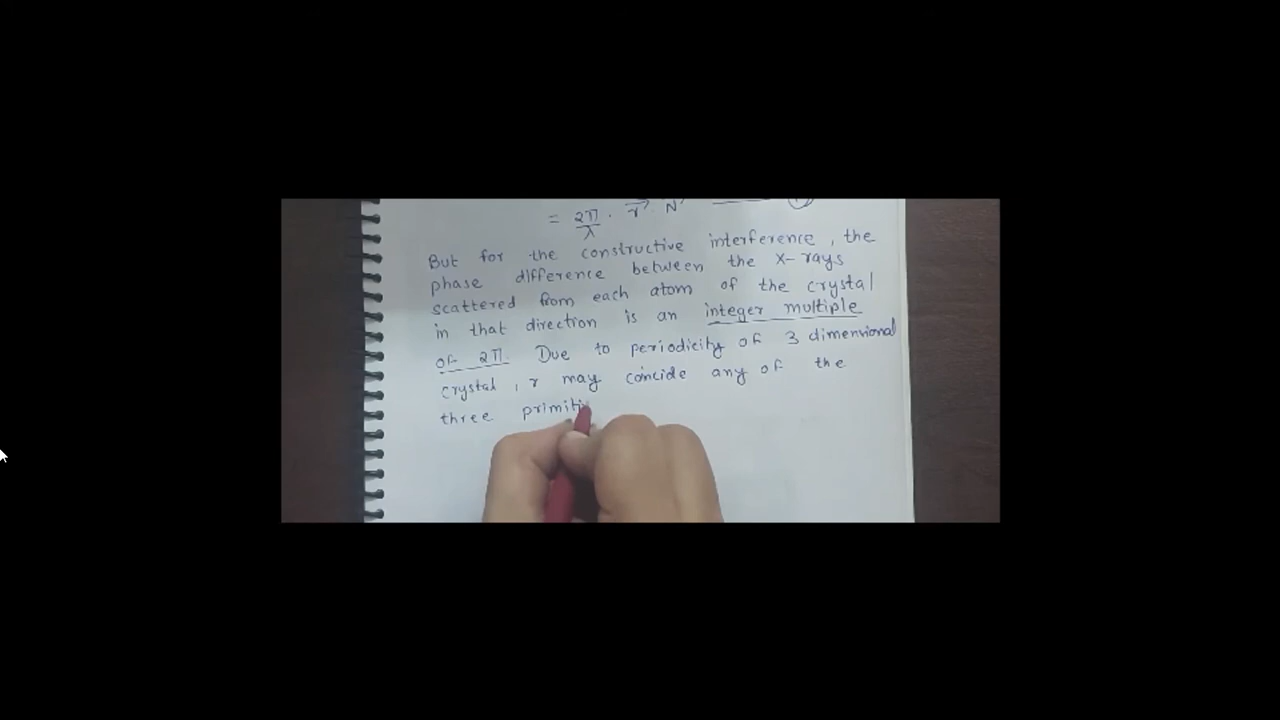 = 2π/λ . r⃗ . N⃗
But for the constructive interference, the
phase difference between the X-rays
scattered from each atom of the crystal
in that direction is an integer multiple
of 2π. Due to periodicity of 3 dimensional
crystal, r may concide any of the
three primiti